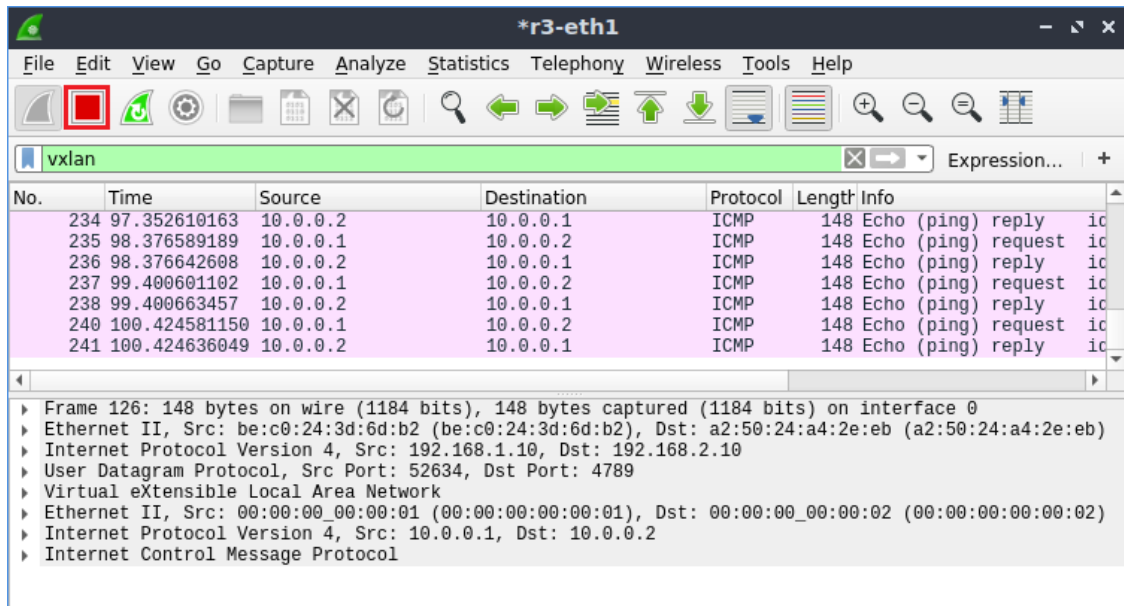 *r3-eth1
File Edit View Go Capture Analyze Statistics Telephony Wireless Tools Help
vxlan Expression... +
No. Time Source Destination Protocol Length Info
234 97.352610163 10.0.0.2 10.0.0.1 ICMP 148 Echo (ping) reply
235 98.376589189 10.0.0.1 10.0.0.2 ICMP 148 Echo (ping) request
236 98.376642608 10.0.0.2 10.0.0.1 ICMP 148 Echo (ping) reply
237 99.400601102 10.0.0.1 10.0.0.2 ICMP 148 Echo (ping) request
238 99.400663457 10.0.0.2 10.0.0.1 ICMP 148 Echo (ping) reply
240 100.424581150 10.0.0.1 10.0.0.2 ICMP 148 Echo (ping) request
241 100.424636049 10.0.0.2 10.0.0.1 ICMP 148 Echo (ping) reply
Frame 126: 148 bytes on wire (1184 bits), 148 bytes captured (1184 bits) on interface 0
Ethernet II, Src: be:c0:24:3d:6d:b2 (be:c0:24:3d:6d:b2), Dst: a2:50:24:a4:2e:eb (a2:50:24:a4:2e:eb)
Internet Protocol Version 4, Src: 192.168.1.10, Dst: 192.168.2.10
User Datagram Protocol, Src Port: 52634, Dst Port: 4789
Virtual eXtensible Local Area Network
Ethernet II, Src: 00:00:00_00:00:01 (00:00:00:00:00:01), Dst: 00:00:00_00:00:02 (00:00:00:00:00:02)
Internet Protocol Version 4, Src: 10.0.0.1, Dst: 10.0.0.2
Internet Control Message Protocol